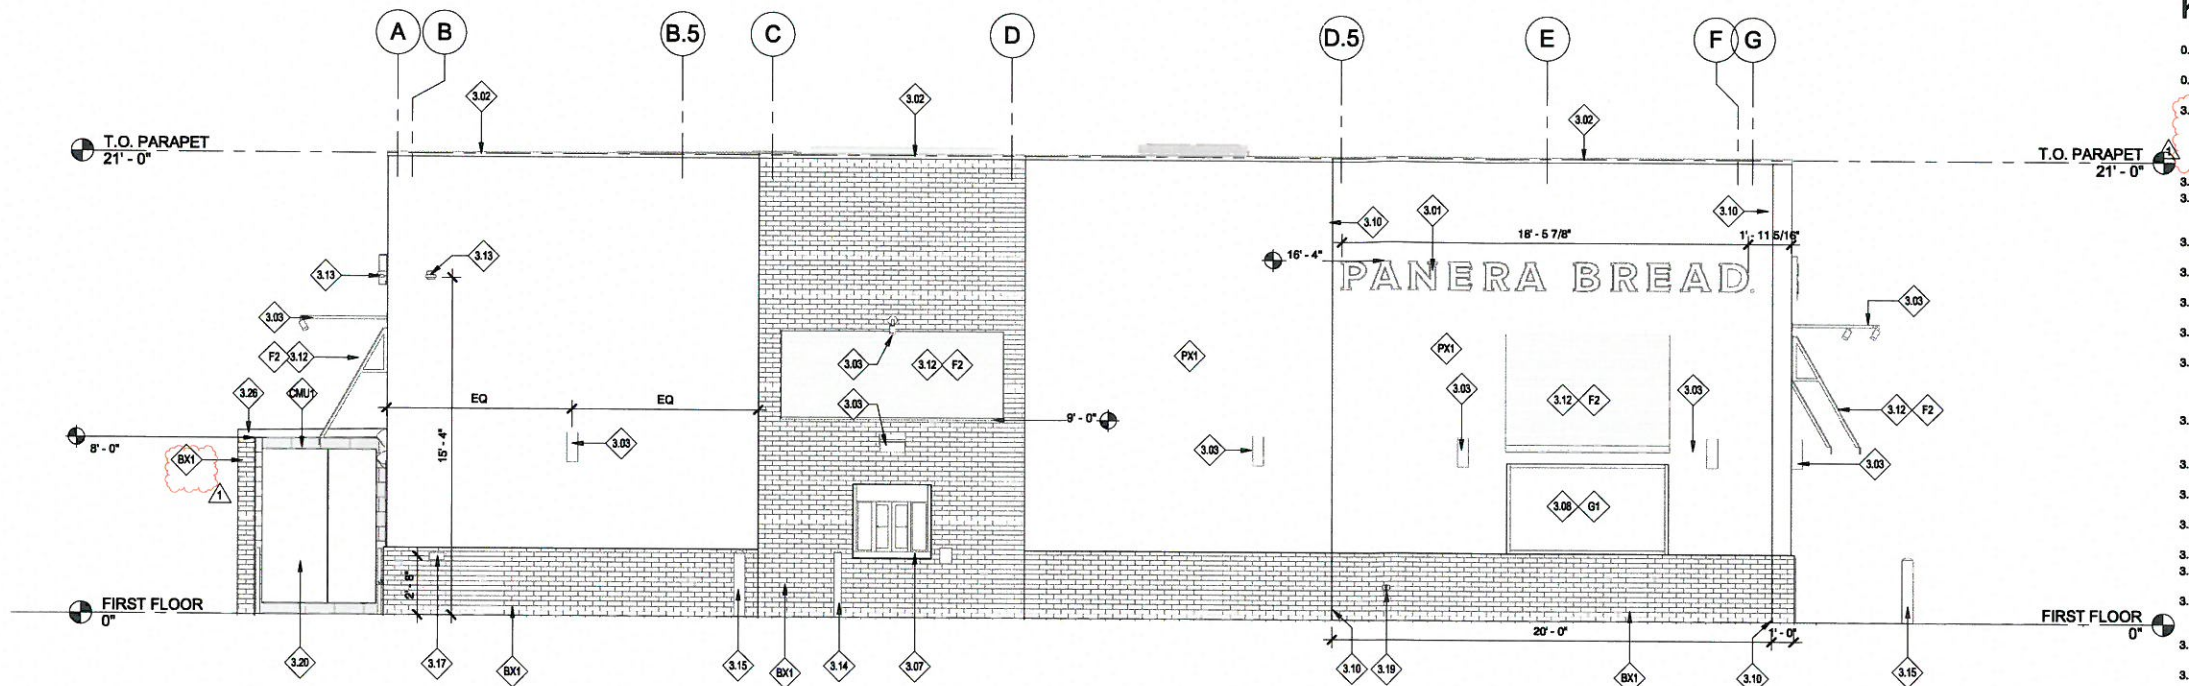 A B B.5 C D D.5 E F G
3.02 3.02 3.02
T.O. PARAPET
21' - 0"
T.O. PARAPET
21' - 0"
1
3.10 3.01 3.10
18' - 5 7/8" 1' - 11 5/16"
3.13 3.13
16' - 4"
PANERA BREAD.
3.03 3.03
F2 3.12
3.03 3.12 F2
PX1 PX1
3.26 CMU1
EQ EQ
3.03
3.03 3.12 F2 3.03
3.12 F2
9' - 0"
8' - 0"
15' - 4"
BX1
1
3.03 3.03 3.03
3.08 G1
2' - 8"
FIRST FLOOR
0"
FIRST FLOOR
0"
20' - 0" 1' - 0"
3.20 3.17 BX1 3.15 BX1 3.14 3.07 3.10 3.19 BX1 3.10 3.15